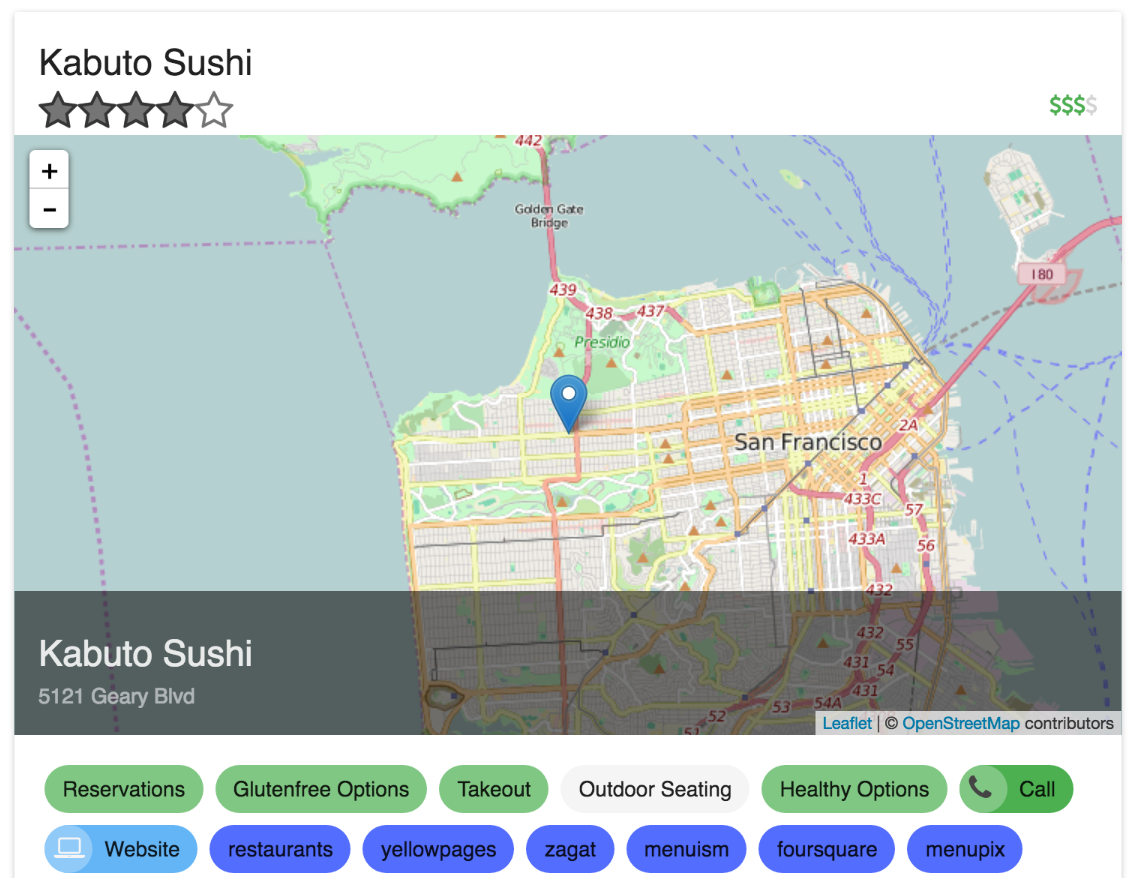 Kabuto Sushi
$$$$
+
−
442
Golden Gate
Bridge
I 80
439
438
437
Presidio
San Francisco
2A
1
433C
57
433A
56
432
432
55
431
54
431
54A
53
52
51
Kabuto Sushi
5121 Geary Blvd
Leaflet | © OpenStreetMap contributors
Reservations Glutenfree Options Takeout Outdoor Seating Healthy Options Call
Website restaurants yellowpages zagat menuism foursquare menupix